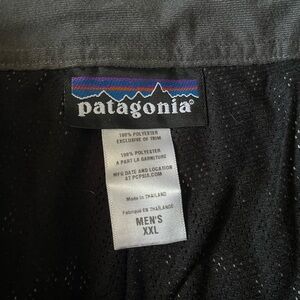 patagonia®
100% POLYESTER
EXCLUSIVE OF TRIM
100% POLYESTER
A PART LA GARNITURE
MFG DATE AND LOCATION
AT PCPSIA.COM
Made in THAILAND
Fabriqué en THAÏLANDE
MEN'S
XXL